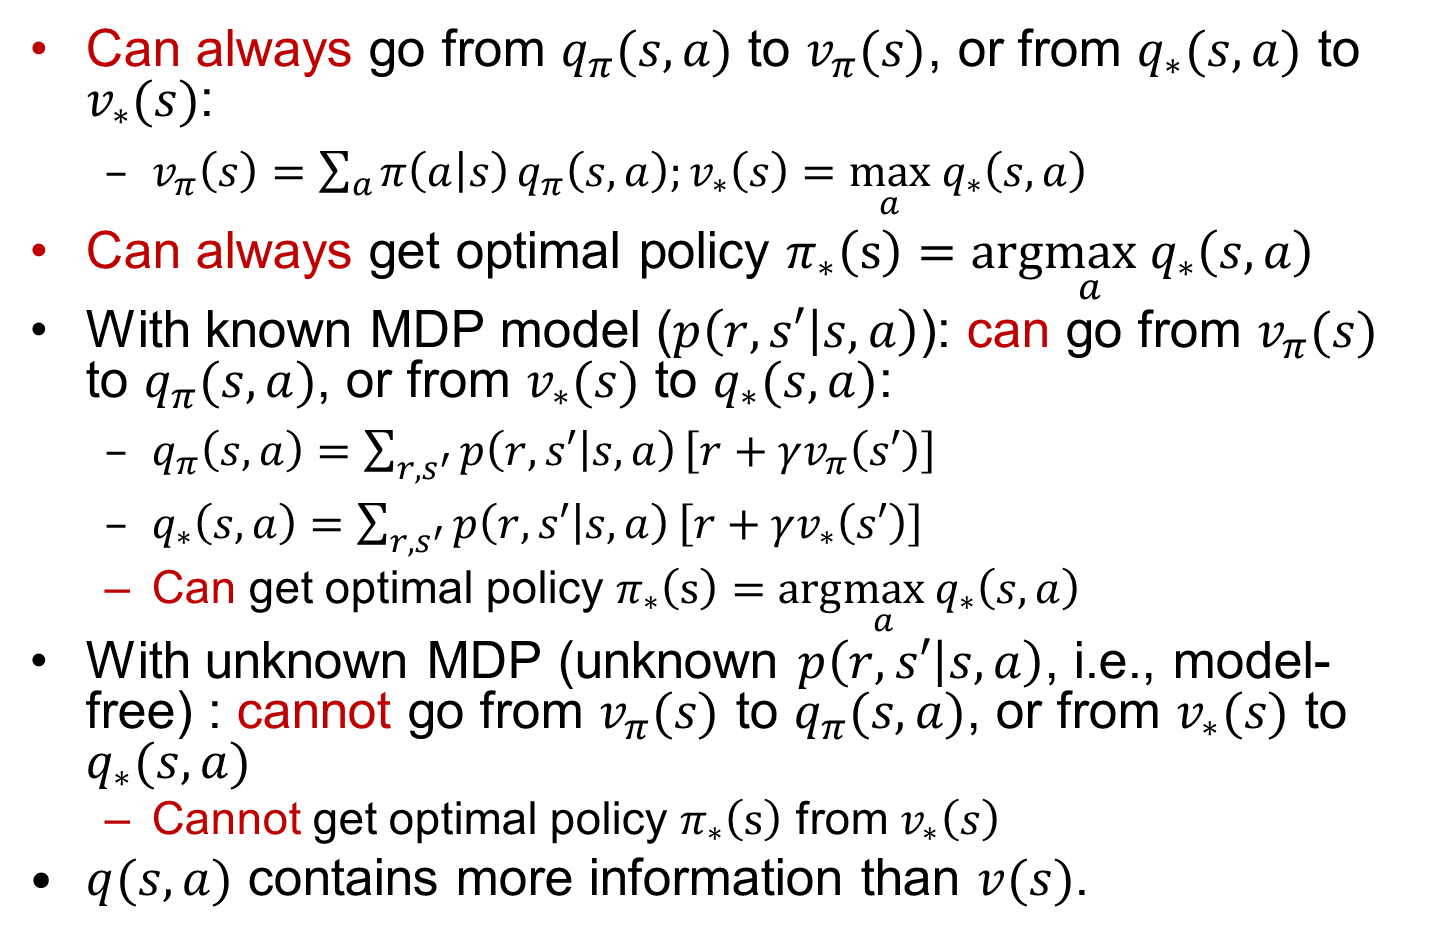 • Can always go from qπ(s, a) to vπ(s), or from q∗(s, a) to
v∗(s):
– vπ(s) = ∑a π(a|s) qπ(s, a); v∗(s) = max a q∗(s, a)
• Can always get optimal policy π∗(s) = argmax a q∗(s, a)
• With known MDP model (p(r, s′|s, a)): can go from vπ(s)
to qπ(s, a), or from v∗(s) to q∗(s, a):
– qπ(s, a) = ∑r,s′ p(r, s′|s, a) [r + γvπ(s′)]
– q∗(s, a) = ∑r,s′ p(r, s′|s, a) [r + γv∗(s′)]
– Can get optimal policy π∗(s) = argmax a q∗(s, a)
• With unknown MDP (unknown p(r, s′|s, a), i.e., model-
free) : cannot go from vπ(s) to qπ(s, a), or from v∗(s) to
q∗(s, a)
– Cannot get optimal policy π∗(s) from v∗(s)
• q(s, a) contains more information than v(s).